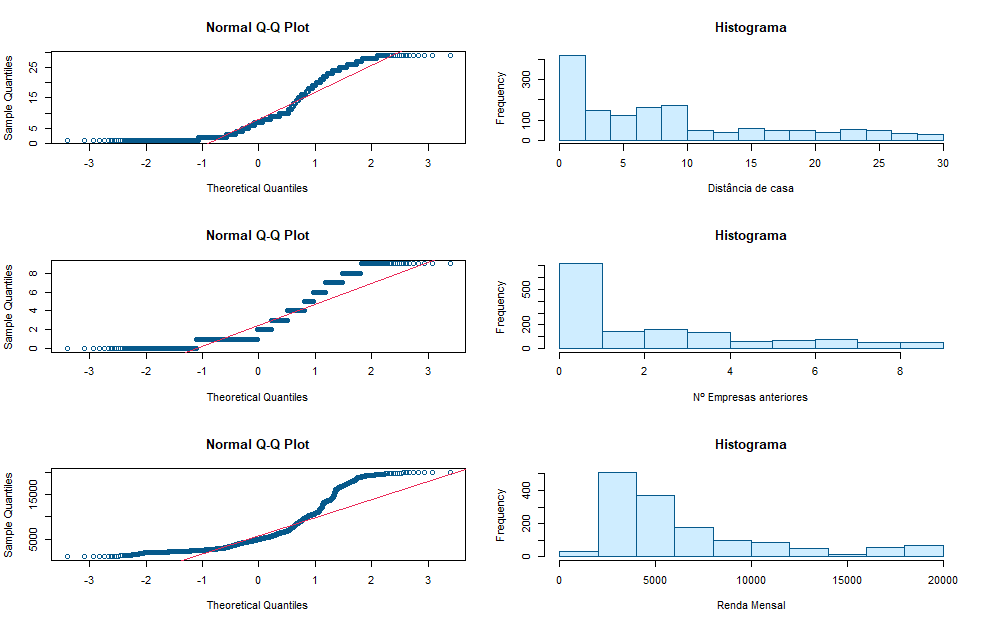 Normal Q-Q Plot
Sample Quantiles
0 5 15 25
-3 -2 -1 0 1 2 3
Theoretical Quantiles
Histograma
Frequency
0 100 300
0 5 10 15 20 25 30
Distância de casa
Normal Q-Q Plot
Sample Quantiles
0 2 4 6 8
-3 -2 -1 0 1 2 3
Theoretical Quantiles
Histograma
Frequency
0 200 500
0 2 4 6 8
Nº Empresas anteriores
Normal Q-Q Plot
Sample Quantiles
5000 15000
-3 -2 -1 0 1 2 3
Theoretical Quantiles
Histograma
Frequency
0 200 400
0 5000 10000 15000 20000
Renda Mensal